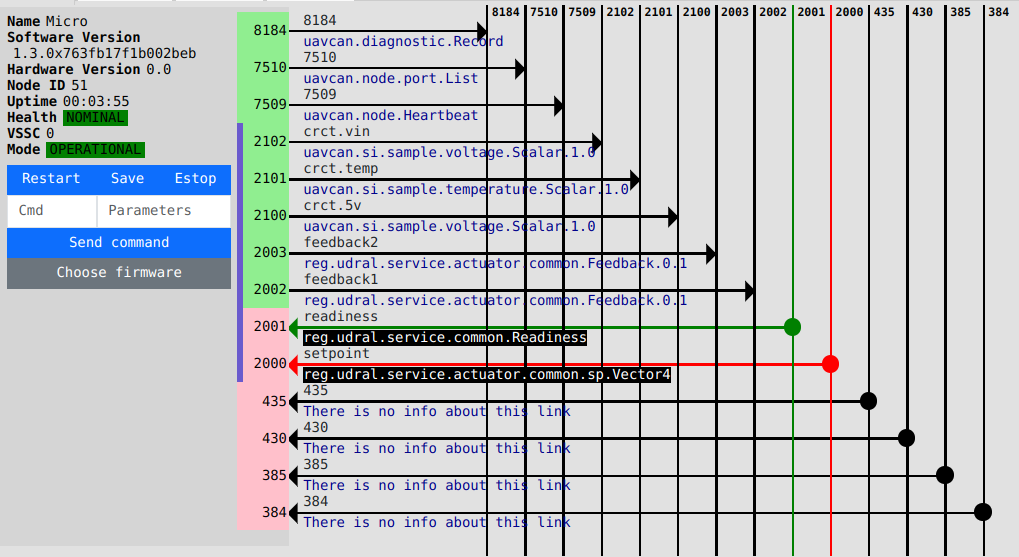 Name Micro
Software Version
1.3.0x763fb17f1b002beb
Hardware Version 0.0
Node ID 51
Uptime 00:03:55
Health NOMINAL
VSSC 0
Mode OPERATIONAL
Restart Save Estop
Cmd Parameters
Send command
Choose firmware
8184 7510 7509 2102 2101 2100 2003 2002 2001 2000 435 430 385 384
8184
8184
uavcan.diagnostic.Record
7510
7510
uavcan.node.port.List
7509
7509
uavcan.node.Heartbeat
crct.vin
2102
uavcan.si.sample.voltage.Scalar.1.0
crct.temp
2101
uavcan.si.sample.temperature.Scalar.1.0
crct.5v
2100
uavcan.si.sample.voltage.Scalar.1.0
feedback2
2003
reg.udral.service.actuator.common.Feedback.0.1
feedback1
2002
reg.udral.service.actuator.common.Feedback.0.1
readiness
2001
reg.udral.service.common.Readiness
setpoint
2000
reg.udral.service.actuator.common.sp.Vector4
435
435
There is no info about this link
430
430
There is no info about this link
385
385
There is no info about this link
384
384
There is no info about this link